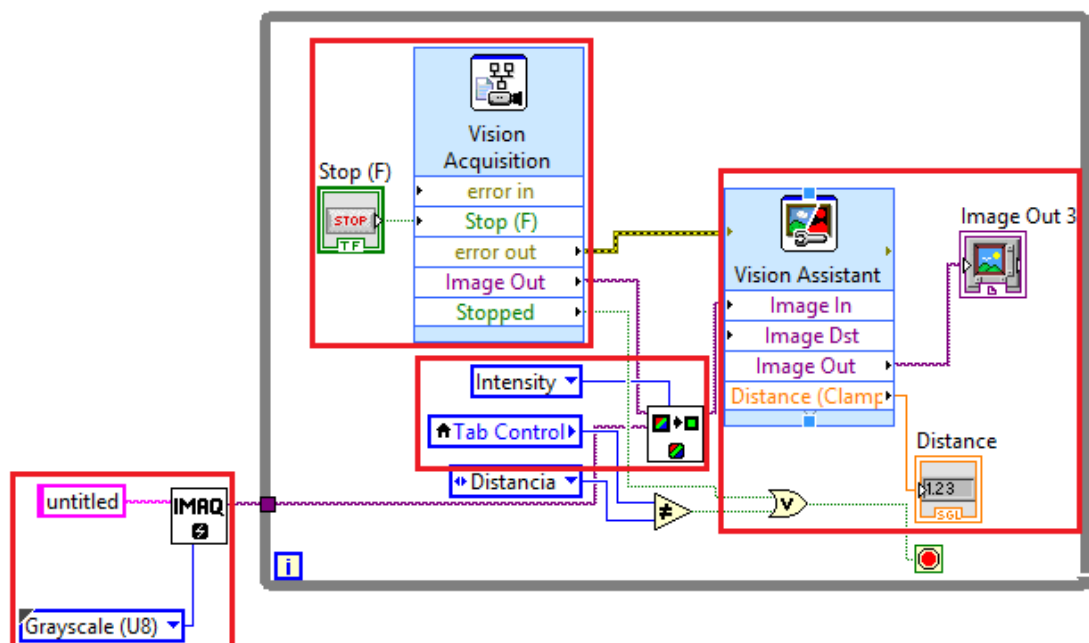 Vision
Acquisition
Stop (F)
STOP
TF
error in
Stop (F)
error out
Image Out
Stopped
Vision Assistant
Image In
Image Dst
Image Out
Distance (Clamp
Image Out 3
Intensity
Tab Control
Distancia
Distance
1.23
SGL
untitled
IMAQ
Grayscale (U8)
i